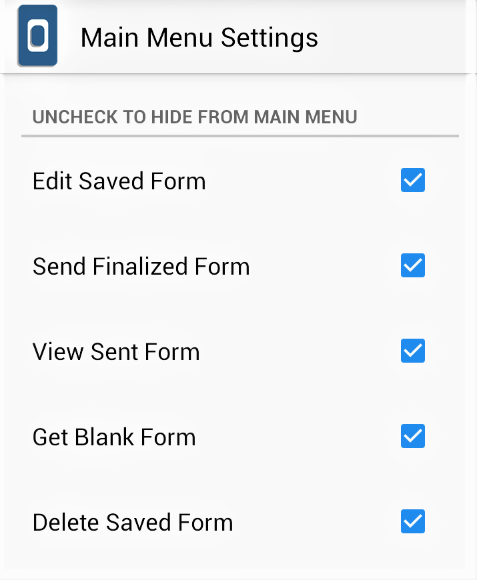 Main Menu Settings
UNCHECK TO HIDE FROM MAIN MENU
Edit Saved Form
Send Finalized Form
View Sent Form
Get Blank Form
Delete Saved Form